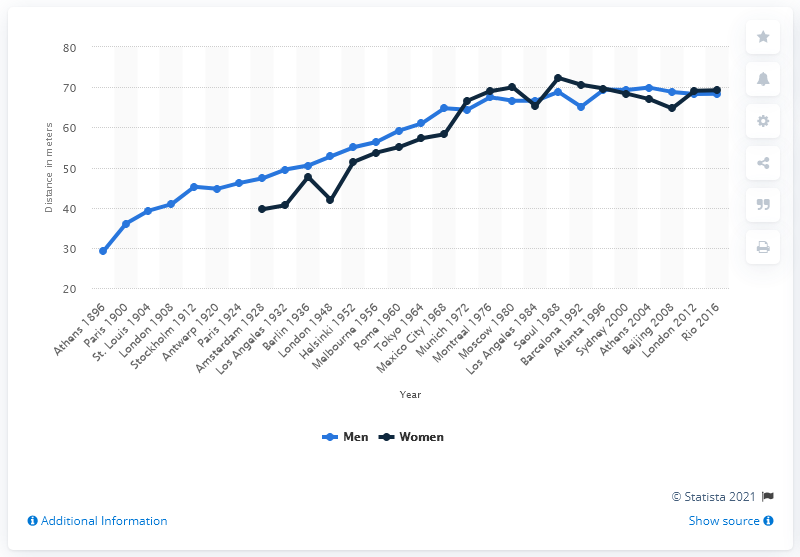 80
70
60
50
40
30
20
Distance in meters
Athens 1896
Paris 1900
St. Louis 1904
London 1908
Stockholm 1912
Antwerp 1920
Paris 1924
Amsterdam 1928
Los Angeles 1932
Berlin 1936
London 1948
Helsinki 1952
Melbourne 1956
Rome 1960
Tokyo 1964
Mexico City 1968
Munich 1972
Montreal 1976
Moscow 1980
Los Angeles 1984
Seoul 1988
Barcelona 1992
Atlanta 1996
Sydney 2000
Athens 2004
Beijing 2008
London 2012
Rio 2016
Year
Men Women
© Statista 2021
Additional Information Show source